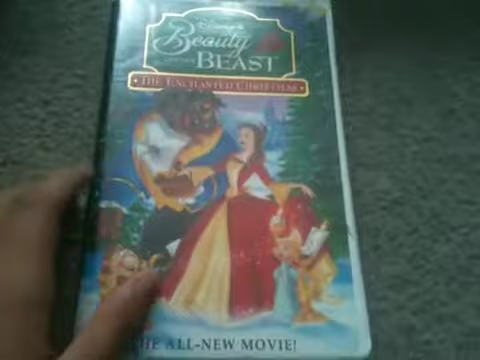 Disney's
Beauty
AND THE
BEAST
• THE ENCHANTED CHRISTMAS •
THE ALL-NEW MOVIE!